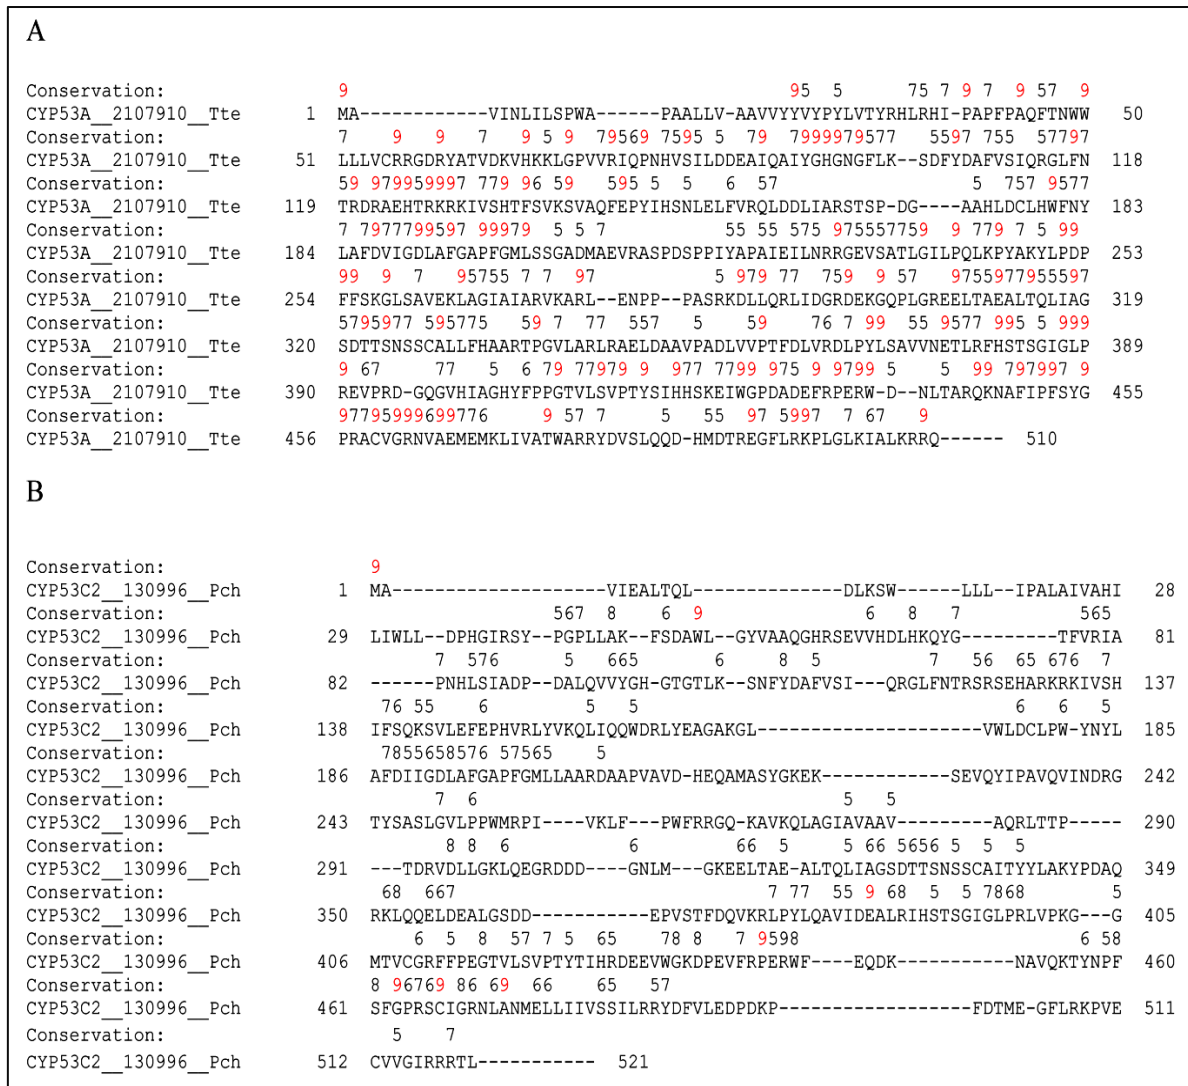 A
Conservation: 9 95 5 75 7 9 7 9 57 9
CYP53A__2107910__Tte 1 MA------------VINLILSPWA------PAALLV-AAVVYYVYPYLVTYRHLRHI-PAPFPAQFTNWW 50
Conservation: 7 9 9 7 9 9 79569 7595 5 79 7999979577 5597 755 57797
CYP53A__2107910__Tte 51 LLLVCRRGDRYATVDKVHKKLGPVVRIQPNHVSILDDEAIQAIYGHGNGFLK--SDFYDAFVSIQRGLFN 118
Conservation: 59 979959997 779 96 59 595 5 5 6 57 5 757 9577
CYP53A__2107910__Tte 119 TRDRAEHTRKRKIVSHTFSVKSVAQFEPYIHSNLELFVRQLDDLIARSTSP-DG----AAHLDCLHWFNY 183
Conservation: 7 797779959 7 99979 5 5 7 55 55 575 975557759 9 779 7 5 99
CYP53A__2107910__Tte 184 LAFDVIGDLAFGAPFGMLSSGADMAEVRASPDSPPIYAPAIEILNRRGEVSATLGILPQLKPYAKYLPDP 253
Conservation: 99 9 7 95755 7 7 97 5 979 77 759 9 57 9755977955597
CYP53A__2107910__Tte 254 FFSKGLSAVEKLAGIAIARVKARL--ENPP--PASRKDLLQRLIDGRDEKGQPLGREELTAEALTQLIAG 319
Conservation: 5795977 595775 59 7 77 557 5 59 76 7 99 55 9577 995 5 999
CYP53A__2107910__Tte 320 SDTTSNSSCALLFHAARTPGVLARLRAELDAAVPADLVVPTFDLVRDLPYLSAVVNETLRFHSTSGIGLP 389
Conservation: 9 67 77 5 6 79 77979 9 977 779975 9 9799 5 5 99 79797 9
CYP53A__2107910__Tte 390 REVPRD-GQGVHIAGHYFPPGTVLSVPTYSIHHSKEIWGPDADEFRPERW-D--NLTARQKNAFIPFSYG 455
Conservation: 9779599969977 6 9 57 7 5 55 97 5997 7 67 9
CYP53A__2107910__Tte 456 PRACVGRNVAEMEMKLIVATWARRYDVSLQQD-HMDTREGFLRKPLGLKIALKRRQ------ 510
B
Conservation: 9
CYP53C2__130996__Pch 1 MA--------------------VIEALTQL--------------DLKSW---LLL--IPALAIVAHI 28
Conservation: 567 8 6 9 6 8 7 565
CYP53C2__130996__Pch 29 LIWLL--DPHGIRSY--PGPLLAK--FSDAWL--GYVAAQGHRSEVVHDLHKQYG---------TFVRIA 81
Conservation: 7 576 5 665 6 8 5 7 56 65 676 7
CYP53C2__130996__Pch 82 ------PNHLSIADP--DALQVVYGH-GTGTLK--SNFYDAFVSI--QRGLFNTRSRSEHARKRKIVSH 137
Conservation: 76 55 6 5 5 6 6 5
CYP53C2__130996__Pch 138 IFSQKSVLEFEPHVRLYVKQLIQQWDRLYEAGAKGL---------------------VWLDCLPW-YNYL 185
Conservation: 7855658576 57565 5
CYP53C2__130996__Pch 186 AFDIIGDLAFGAPFGMLLAARDAAPVAVD-HEQAMASYGKEK------------SEVQYIPAVQVINDRG 242
Conservation: 7 6 5 5
CYP53C2__130996__Pch 243 TYSASLGVLPPWMRPI----VKLF--PWFRRGQ-KAVKQLAGIAVAAV---------AQRLTTP----- 290
Conservation: 8 8 6 6 5 5 66 5656 5 5 5
CYP53C2__130996__Pch 291 ---TDRVDLLGKLQEGRDDD----GNLM---GKEELTAE-ALTQLIAGSDTTSNSSCAITYYLAKYPDAQ 349
Conservation: 68 667 7 77 55 9 68 5 5 7868 5
CYP53C2__130996__Pch 350 RKLQQELDEALGSDD-----------EPVSTFDQVKRLPYLQAVIDEALRIHSTSGIGLPRLVPKG---G 405
Conservation: 6 5 8 57 7 5 65 78 8 7 9598 6 58
CYP53C2__130996__Pch 406 MTVCGRFFPEGTVLSVPTYTIHRDEEVWGKDPEVFRPERWF---EQDK-----------NAVQKTYNPF 460
Conservation: 8 96769 86 69 66 65 57
CYP53C2__130996__Pch 461 SFGPRSCIGRNLANMELLIIVSSILRRYDFVLEDPDKP------------------FDTME-GFLRKPVE 511
Conservation: 5 7
CYP53C2__130996__Pch 512 CVVGIRRRTL----------- 521